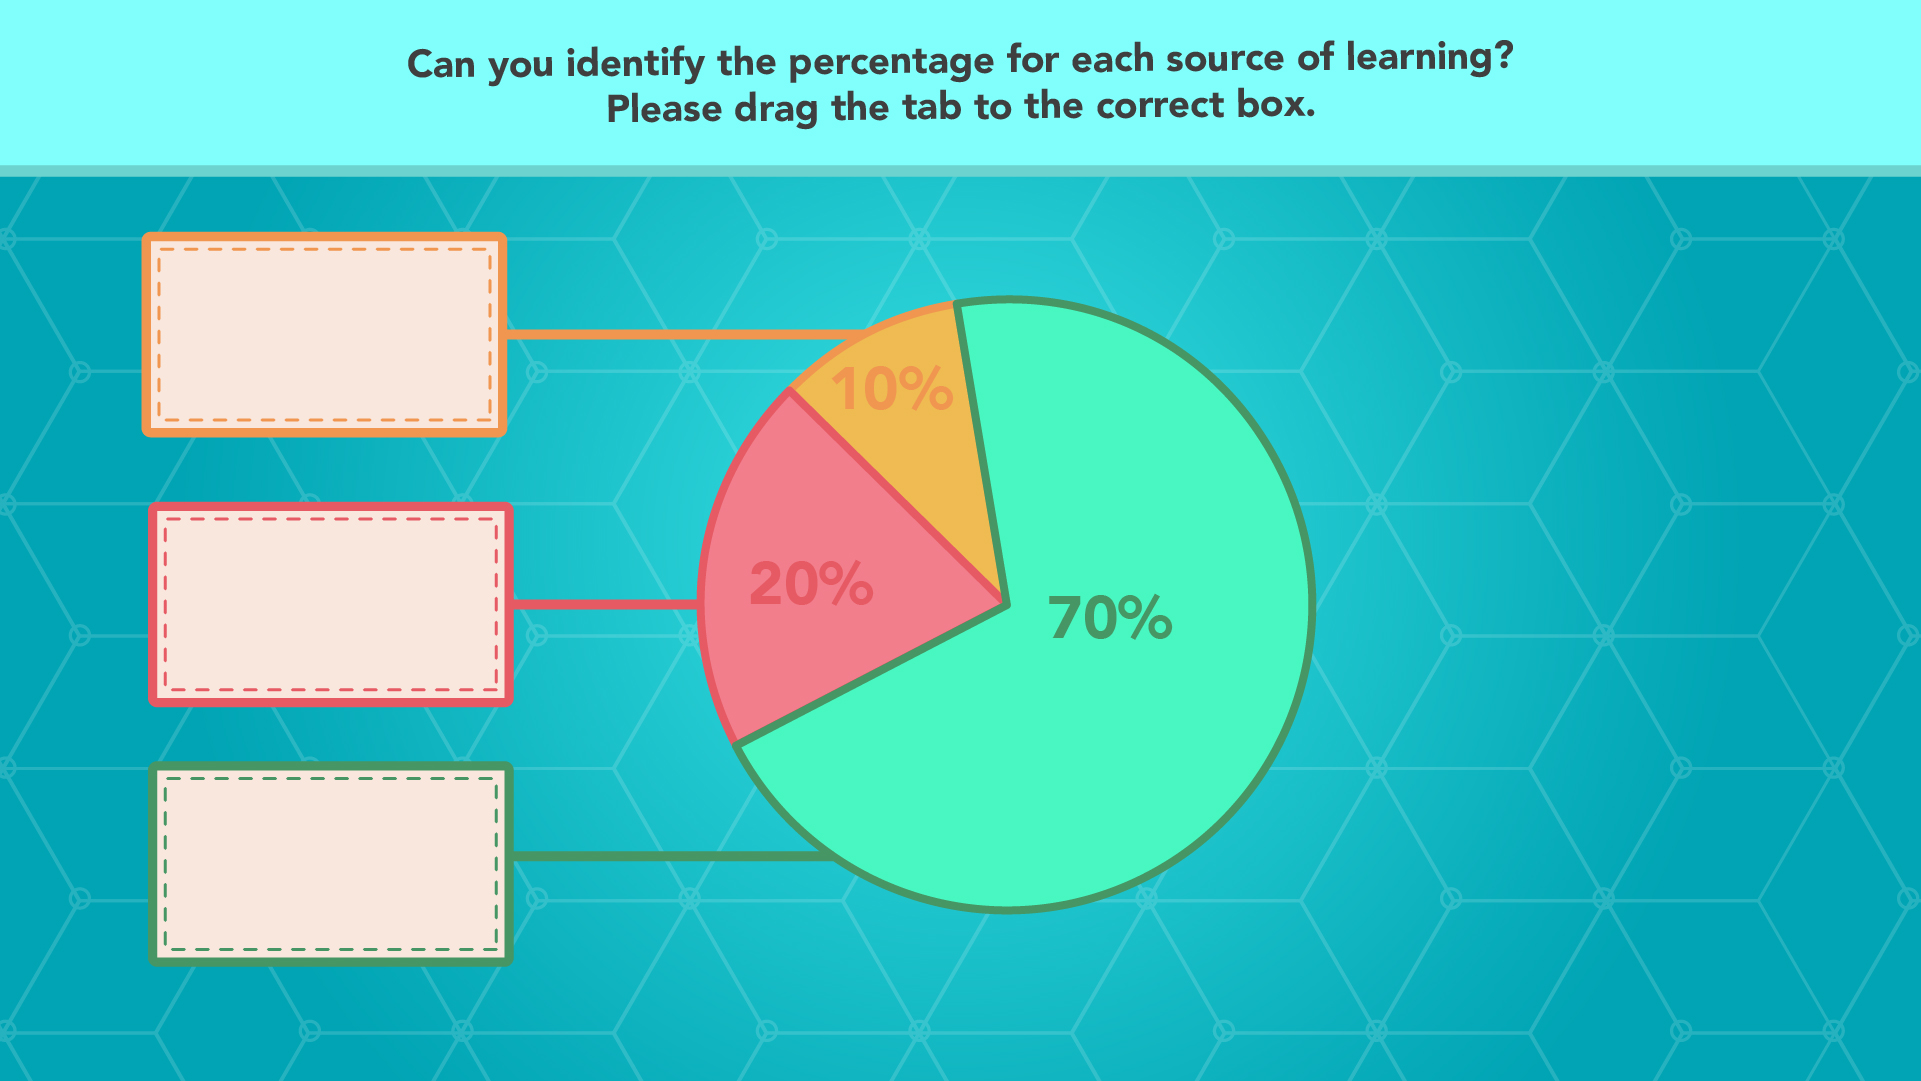 Can you identify the percentage for each source of learning?
Please drag the tab to the correct box.
10%
20%
70%